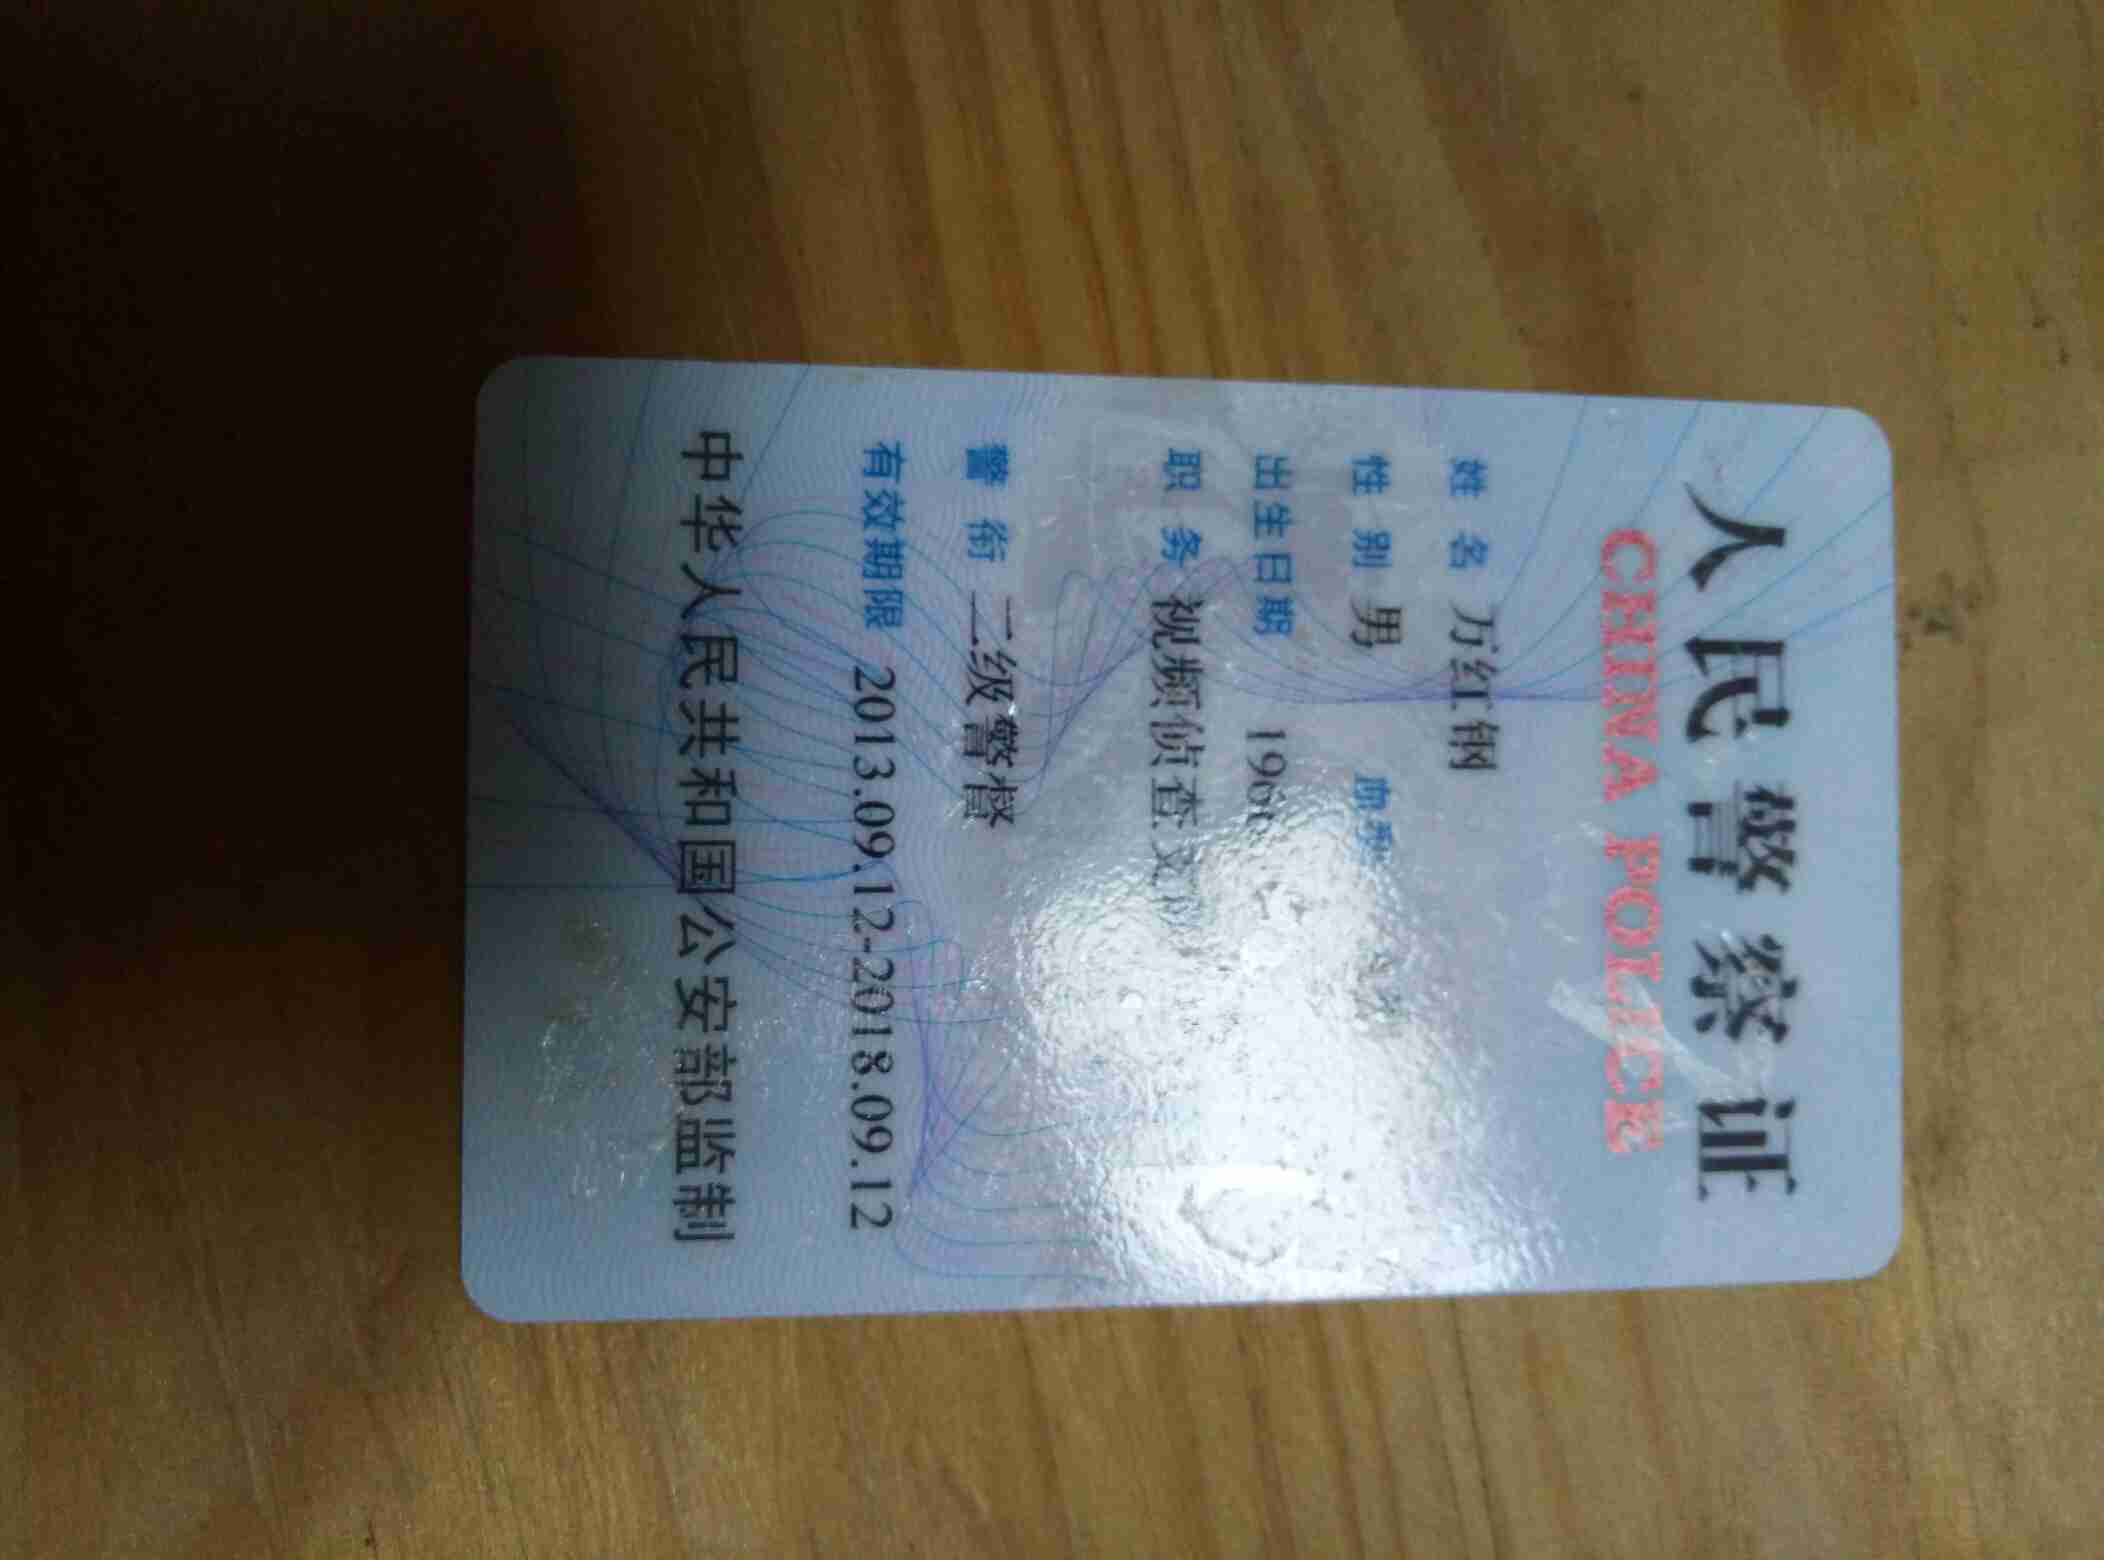 人民警察证
CHINA POLICE
姓名 万红钢
性别 男
出生日期 196
职务 视频侦查支
警衔 二级警督
有效期限 2013.09.12-2018.09.12
中华人民共和国公安部监制